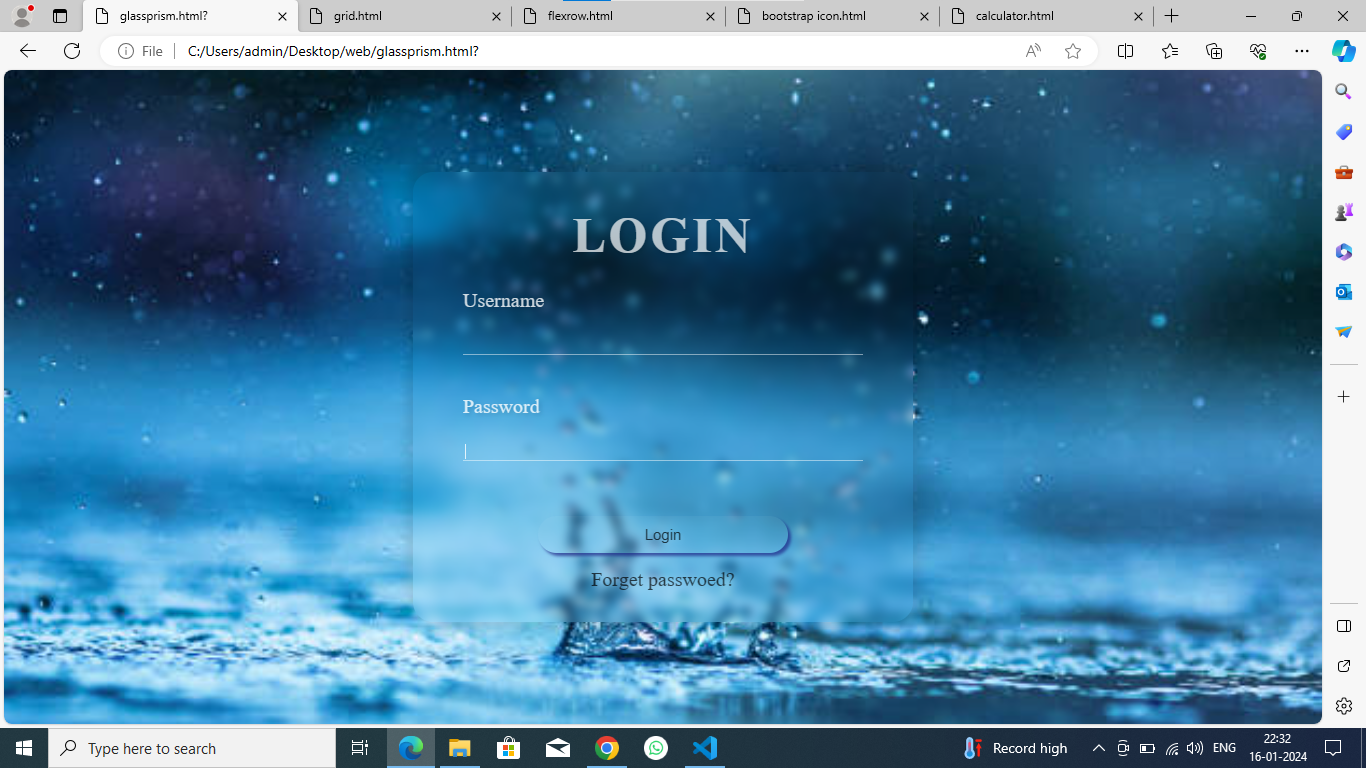 glassprism.html?
grid.html
flexrow.html
bootstrap icon.html
calculator.html
File
C:/Users/admin/Desktop/web/glassprism.html?
LOGIN
Username
Password
Login
Forget passwoed?
Type here to search
Record high
ENG
22:32
16-01-2024